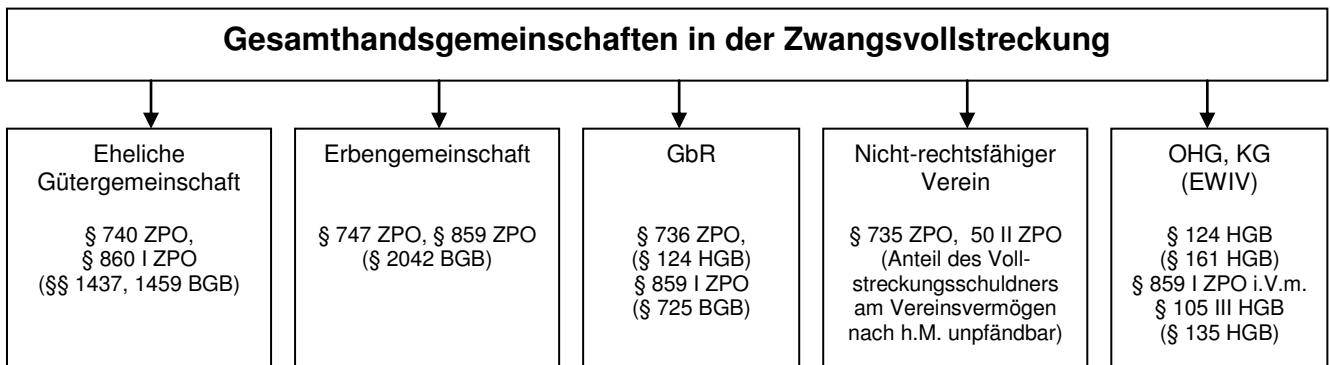 Gesamthandsgemeinschaften in der Zwangsvollstreckung
Eheliche
Gütergemeinschaft
§ 740 ZPO,
§ 860 I ZPO
(§§ 1437, 1459 BGB)
Erbengemeinschaft
§ 747 ZPO, § 859 ZPO
(§ 2042 BGB)
GbR
§ 736 ZPO,
(§ 124 HGB)
§ 859 I ZPO
(§ 725 BGB)
Nicht-rechtsfähiger
Verein
§ 735 ZPO, 50 II ZPO
(Anteil des Voll-
streckungsschuldners
am Vereinsvermögen
nach h.M. unpfändbar)
OHG, KG
(EWIV)
§ 124 HGB
(§ 161 HGB)
§ 859 I ZPO i.V.m.
§ 105 III HGB
(§ 135 HGB)